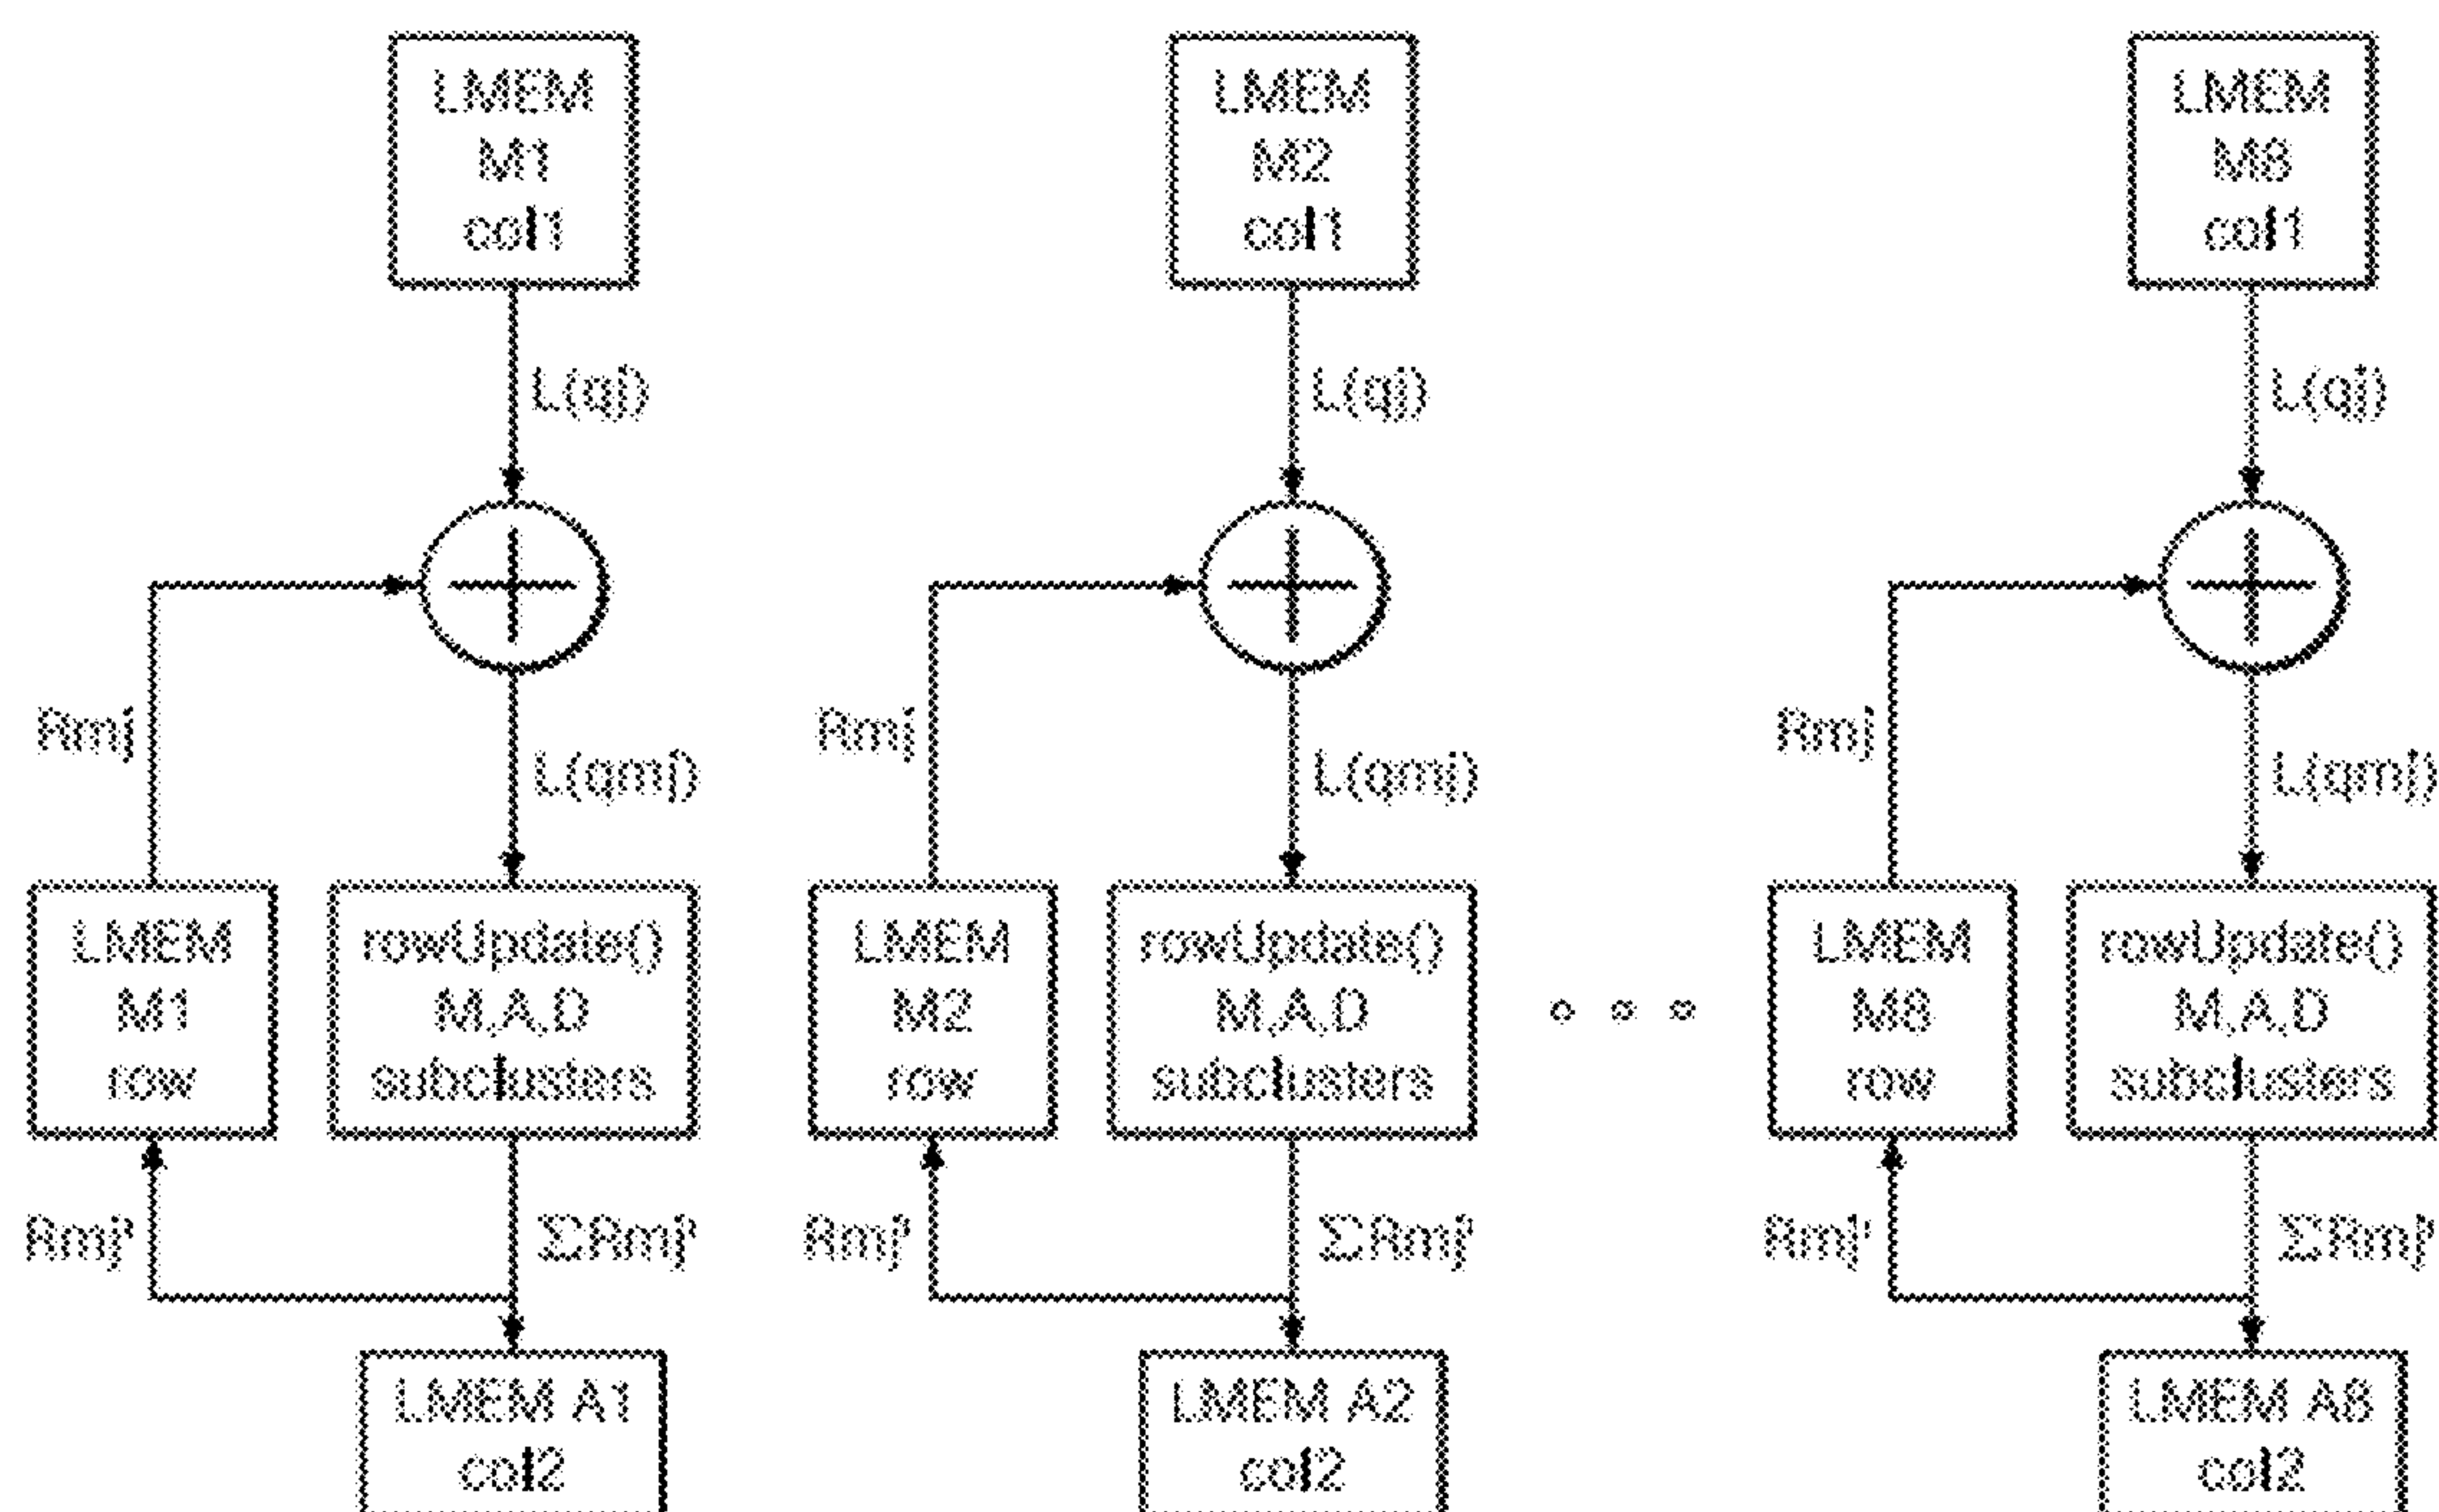 LMEM
M1
col1
LMEM
M2
col1
LMEM
M8
col1
L(qj)
L(qj)
L(qj)
Rmj
L(qmj)
Rmj
L(qmj)
Rmj
L(qmj)
LMEM
M1
row
rowUpdate()
M,A,D
subclusters
LMEM
M2
row
rowUpdate()
M,A,D
subclusters
LMEM
M8
row
rowUpdate()
M,A,D
subclusters
Rmj'
ΣRmj'
Rmj'
ΣRmj'
Rmj'
ΣRmj'
LMEM A1
col2
LMEM A2
col2
LMEM A8
col2